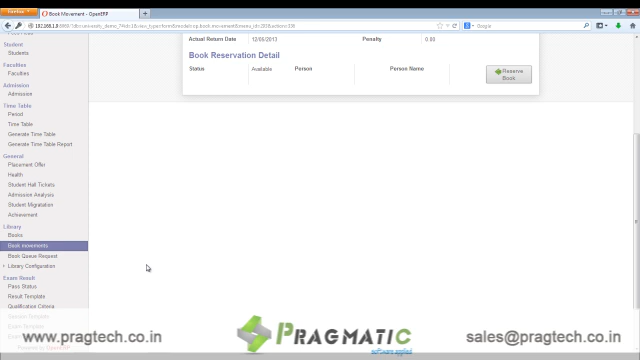 Firefox
Book Movement - OpenERP
Google
Student
Students
Faculties
Faculties
Admission
Admission
Time Table
Period
Time Table
Generate Time Table
Generate Time Table Report
General
Placement Offer
Health
Student Hall Tickets
Admission Analysis
Student Migratation
Achievement
Library
Books
Book movements
Book Queue Request
Library Configuration
Exam Result
Pass Status
Result Template
Qualification Criteria
Actual Return Date 12/06/2013 Penalty 0.00
Book Reservation Detail
Status Available Person Person Name
Reserve Book
www.pragtech.co.in
PRAGMATIC
software applied
sales@pragtech.co.in